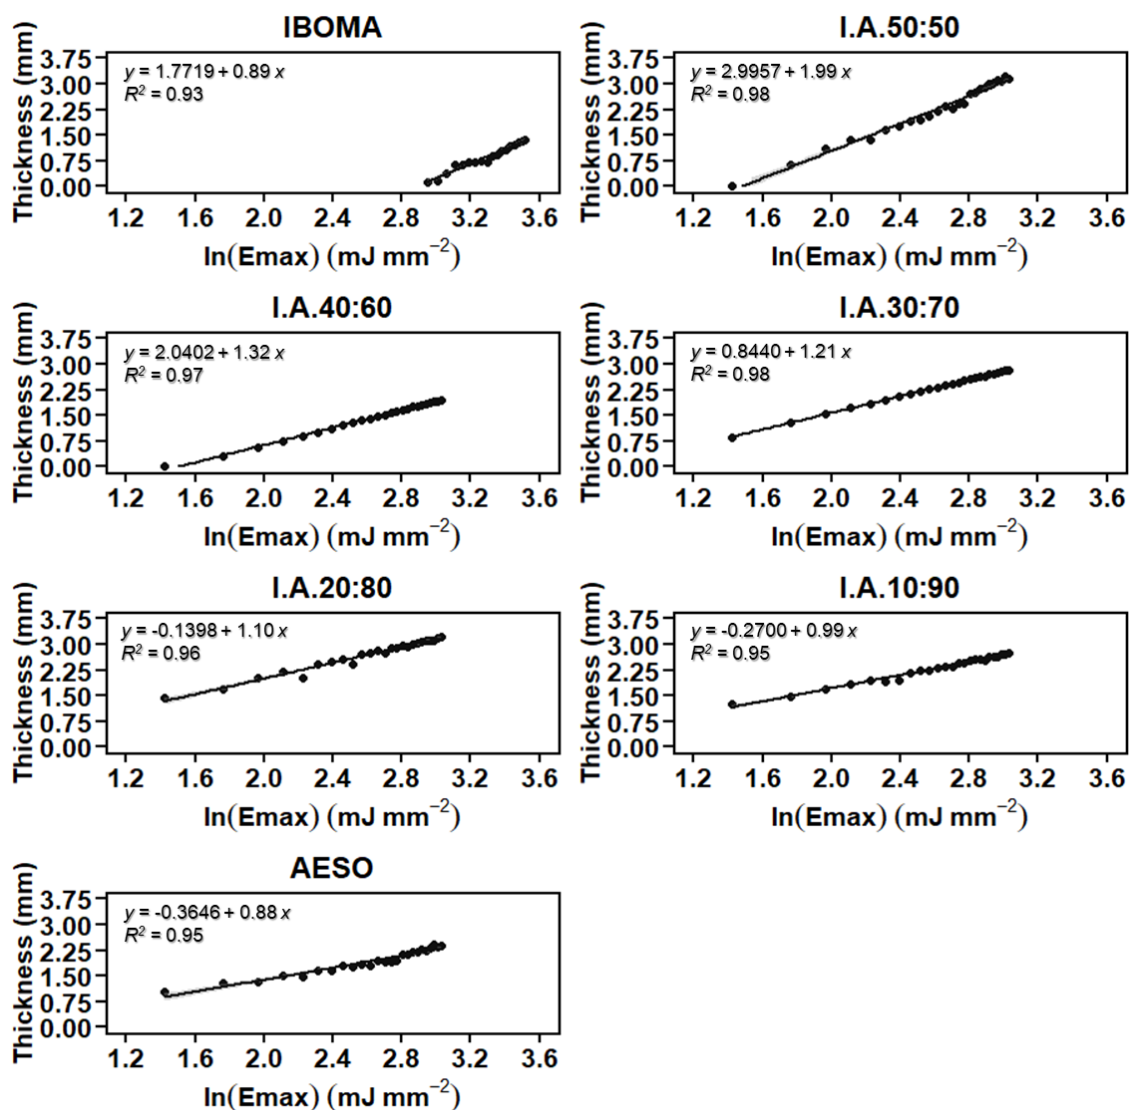 IBOMA
Thickness (mm)
3.75
3.00
2.25
1.50
0.75
0.00
y = 1.7719 + 0.89 x
R² = 0.93
1.2 1.6 2.0 2.4 2.8 3.2 3.6
ln(Emax) (mJ mm⁻²)
I.A.50:50
Thickness (mm)
3.75
3.00
2.25
1.50
0.75
0.00
y = 2.9957 + 1.99 x
R² = 0.98
1.2 1.6 2.0 2.4 2.8 3.2 3.6
ln(Emax) (mJ mm⁻²)
I.A.40:60
Thickness (mm)
3.75
3.00
2.25
1.50
0.75
0.00
y = 2.0402 + 1.32 x
R² = 0.97
1.2 1.6 2.0 2.4 2.8 3.2 3.6
ln(Emax) (mJ mm⁻²)
I.A.30:70
Thickness (mm)
3.75
3.00
2.25
1.50
0.75
0.00
y = 0.8440 + 1.21 x
R² = 0.98
1.2 1.6 2.0 2.4 2.8 3.2 3.6
ln(Emax) (mJ mm⁻²)
I.A.20:80
Thickness (mm)
3.75
3.00
2.25
1.50
0.75
0.00
y = -0.1398 + 1.10 x
R² = 0.96
1.2 1.6 2.0 2.4 2.8 3.2 3.6
ln(Emax) (mJ mm⁻²)
I.A.10:90
Thickness (mm)
3.75
3.00
2.25
1.50
0.75
0.00
y = -0.2700 + 0.99 x
R² = 0.95
1.2 1.6 2.0 2.4 2.8 3.2 3.6
ln(Emax) (mJ mm⁻²)
AESO
Thickness (mm)
3.75
3.00
2.25
1.50
0.75
0.00
y = -0.3646 + 0.88 x
R² = 0.95
1.2 1.6 2.0 2.4 2.8 3.2 3.6
ln(Emax) (mJ mm⁻²)